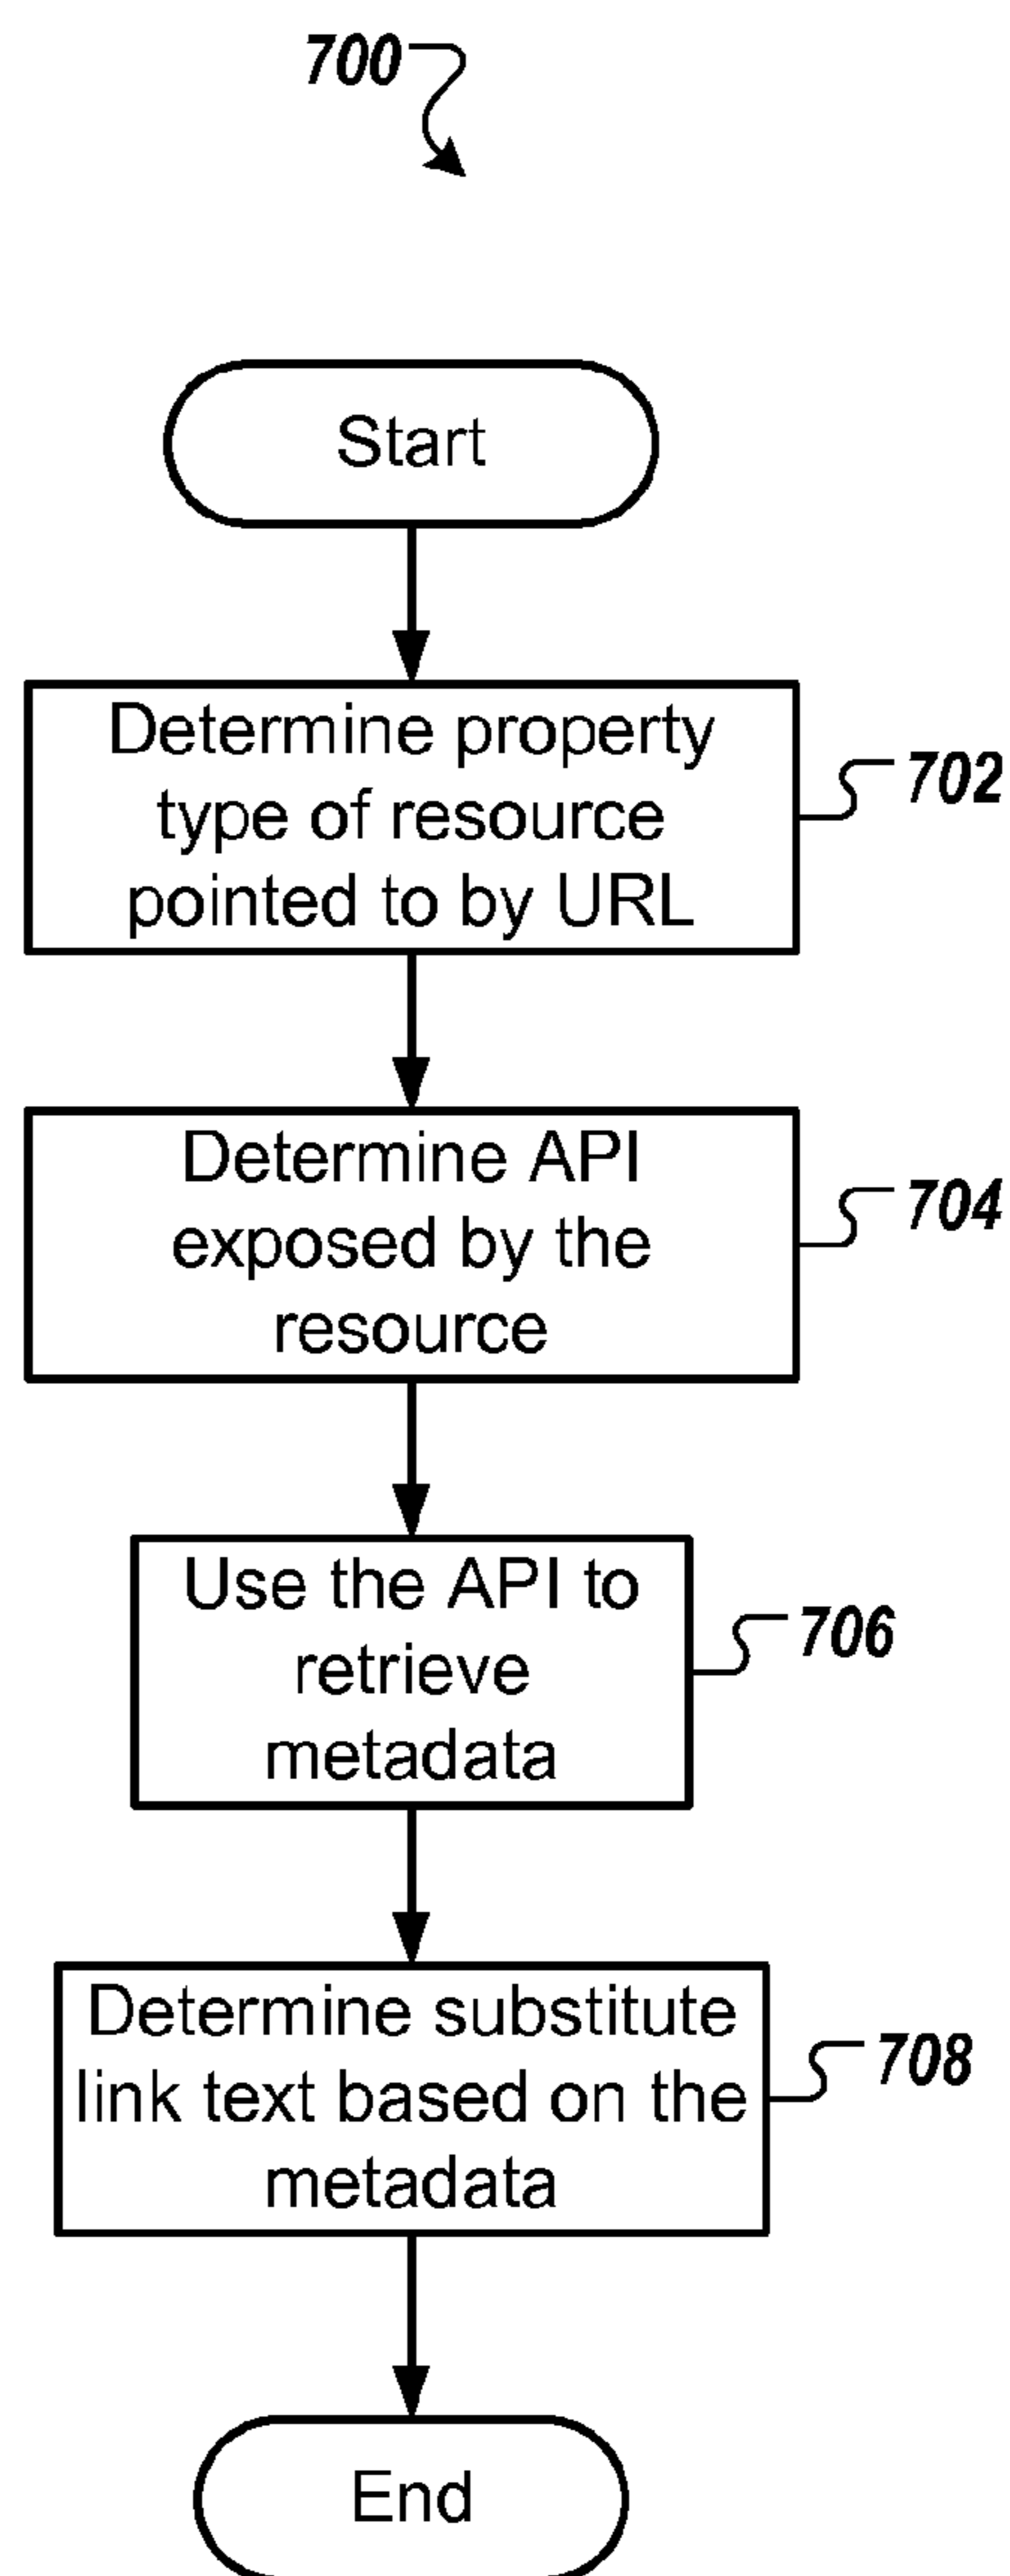 700
Start
Determine property
type of resource
pointed to by URL
702
Determine API
exposed by the
resource
704
Use the API to
retrieve
metadata
706
Determine substitute
link text based on the
metadata
708
End